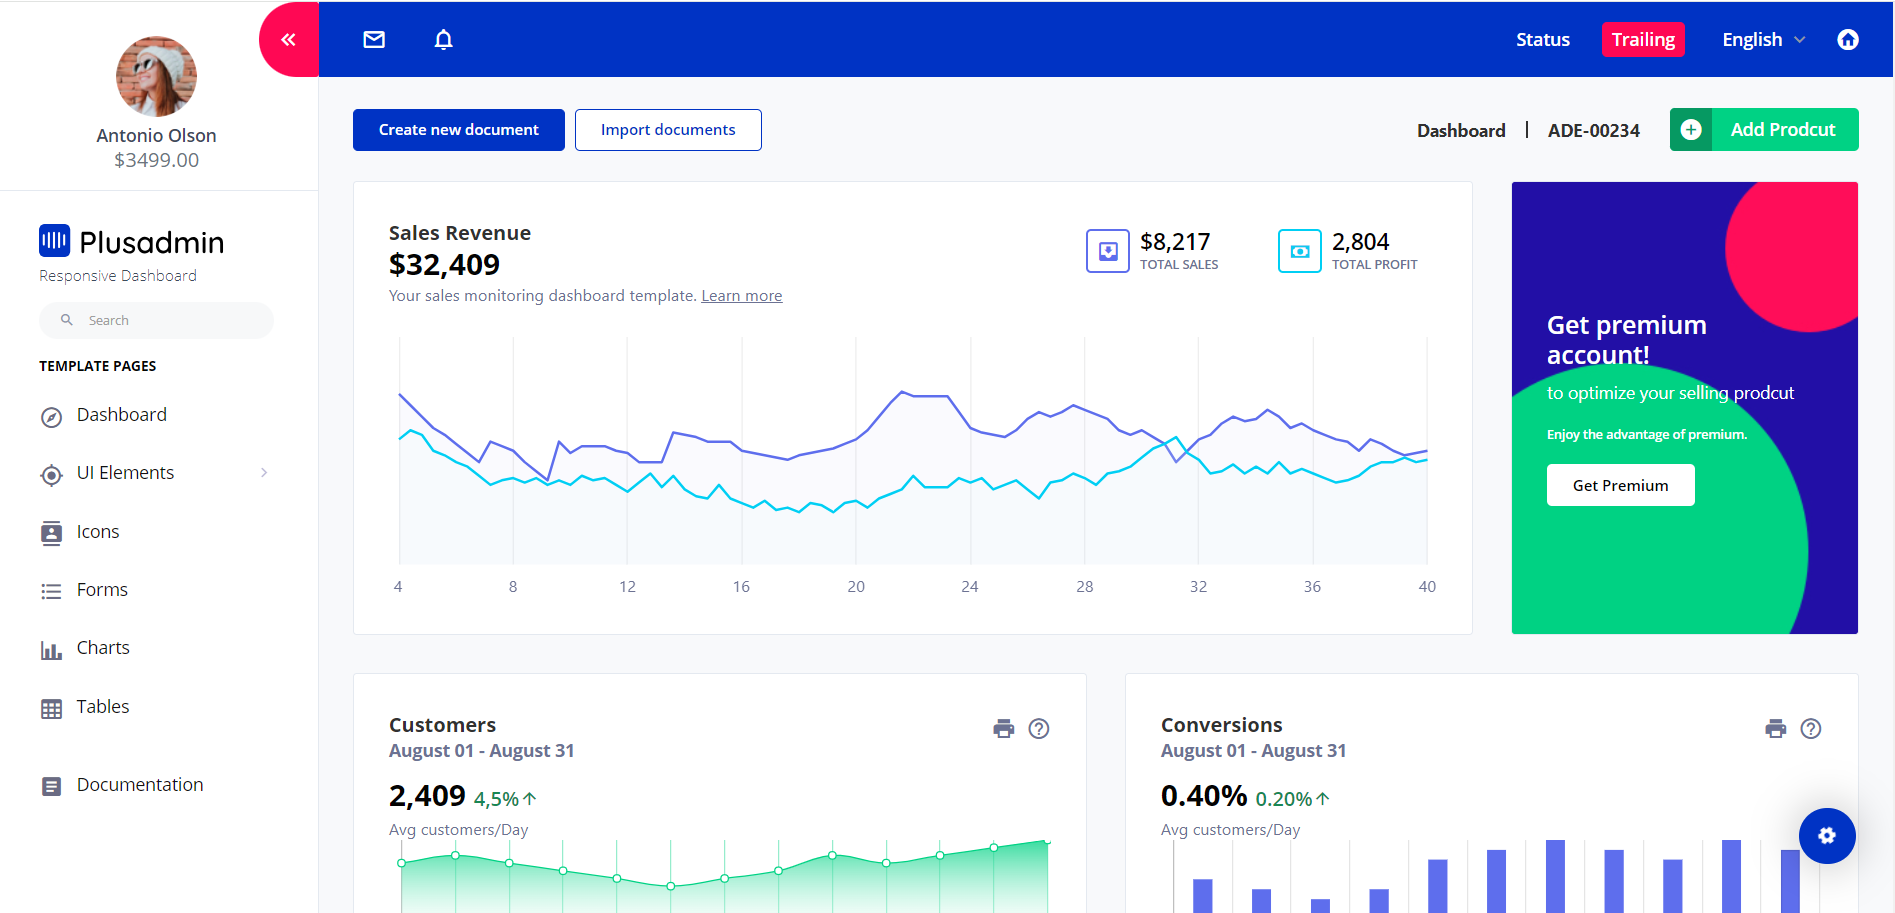 Antonio Olson
$3499.00
Plusadmin
Responsive Dashboard
Search
TEMPLATE PAGES
Dashboard
UI Elements
Icons
Forms
Charts
Tables
Documentation
Status
Trailing
English
Create new document
Import documents
Dashboard | ADE-00234
Add Prodcut
Sales Revenue
$32,409
Your sales monitoring dashboard template. Learn more
$8,217
TOTAL SALES
2,804
TOTAL PROFIT
4 8 12 16 20 24 28 32 36 40
Get premium
account!
to optimize your selling prodcut
Enjoy the advantage of premium.
Get Premium
Customers
August 01 - August 31
2,409 4,5%
Avg customers/Day
Conversions
August 01 - August 31
0.40% 0.20%
Avg customers/Day